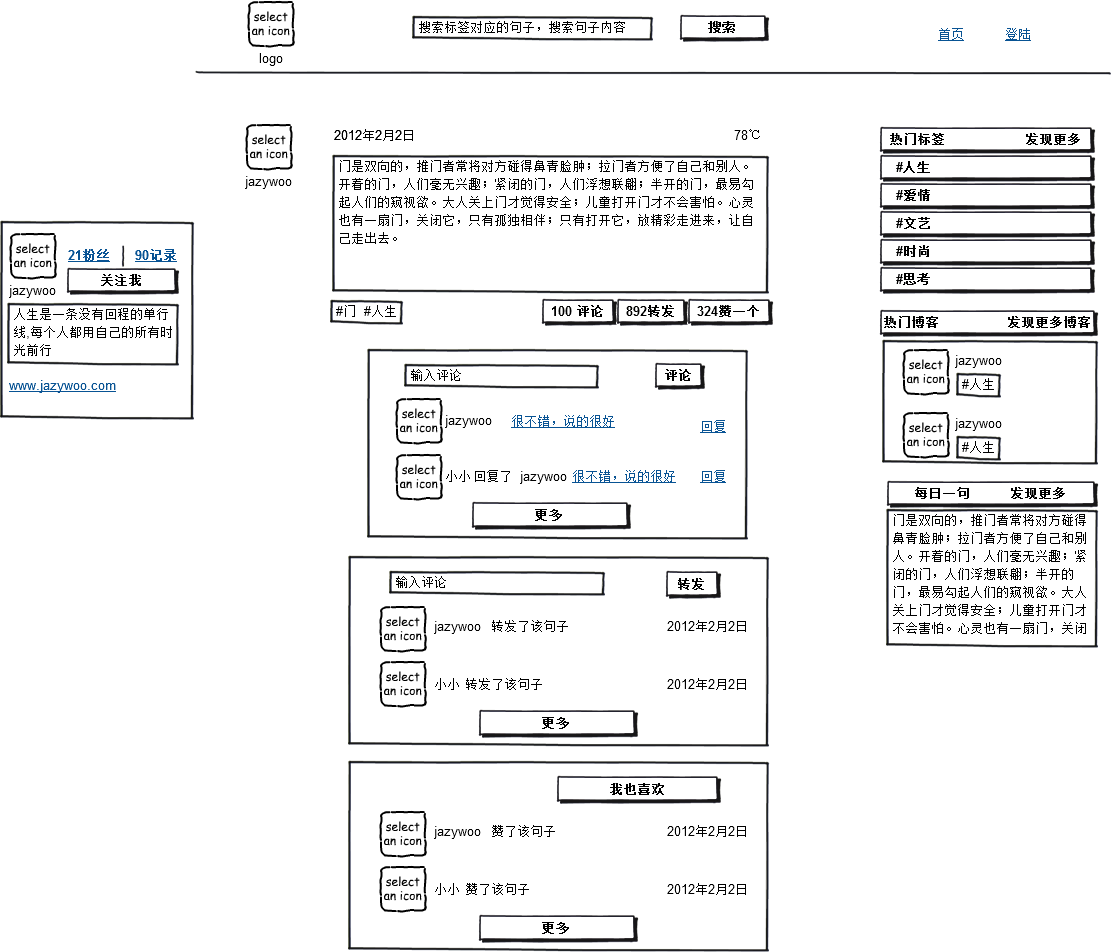 select
an icon
logo
搜索标签对应的句子，搜索句子内容
搜索
首页
登陆
select
an icon
jazywoo
2012年2月2日
78℃
门是双向的，推门者常将对方碰得鼻青脸肿；拉门者方便了自己和别人。
开着的门，人们毫无兴趣；紧闭的门，人们浮想联翩；半开的门，最易勾
起人们的窥视欲。大人关上门才觉得安全；儿童打开门才不会害怕。心灵
也有一扇门，关闭它，只有孤独相伴；只有打开它，放精彩走进来，让自
己走出去。
#门 #人生
100 评论
892转发
324赞一个
select
an icon
jazywoo
21粉丝
90记录
关注我
人生是一条没有回程的单行
线,每个人都用自己的所有时
光前行
www.jazywoo.com
输入评论
评论
select
an icon
jazywoo
很不错，说的很好
回复
select
an icon
小小 回复了 jazywoo
很不错，说的很好
回复
更多
输入评论
转发
select
an icon
jazywoo 转发了该句子
2012年2月2日
select
an icon
小小 转发了该句子
2012年2月2日
更多
我也喜欢
select
an icon
jazywoo 赞了该句子
2012年2月2日
select
an icon
小小 赞了该句子
2012年2月2日
更多
热门标签
发现更多
#人生
#爱情
#文艺
#时尚
#思考
热门博客
发现更多博客
select
an icon
jazywoo
#人生
select
an icon
jazywoo
#人生
每日一句
发现更多
门是双向的，推门者常将对方碰得
鼻青脸肿；拉门者方便了自己和别
人。开着的门，人们毫无兴趣；紧
闭的门，人们浮想联翩；半开的
门，最易勾起人们的窥视欲。大人
关上门才觉得安全；儿童打开门才
不会害怕。心灵也有一扇门，关闭